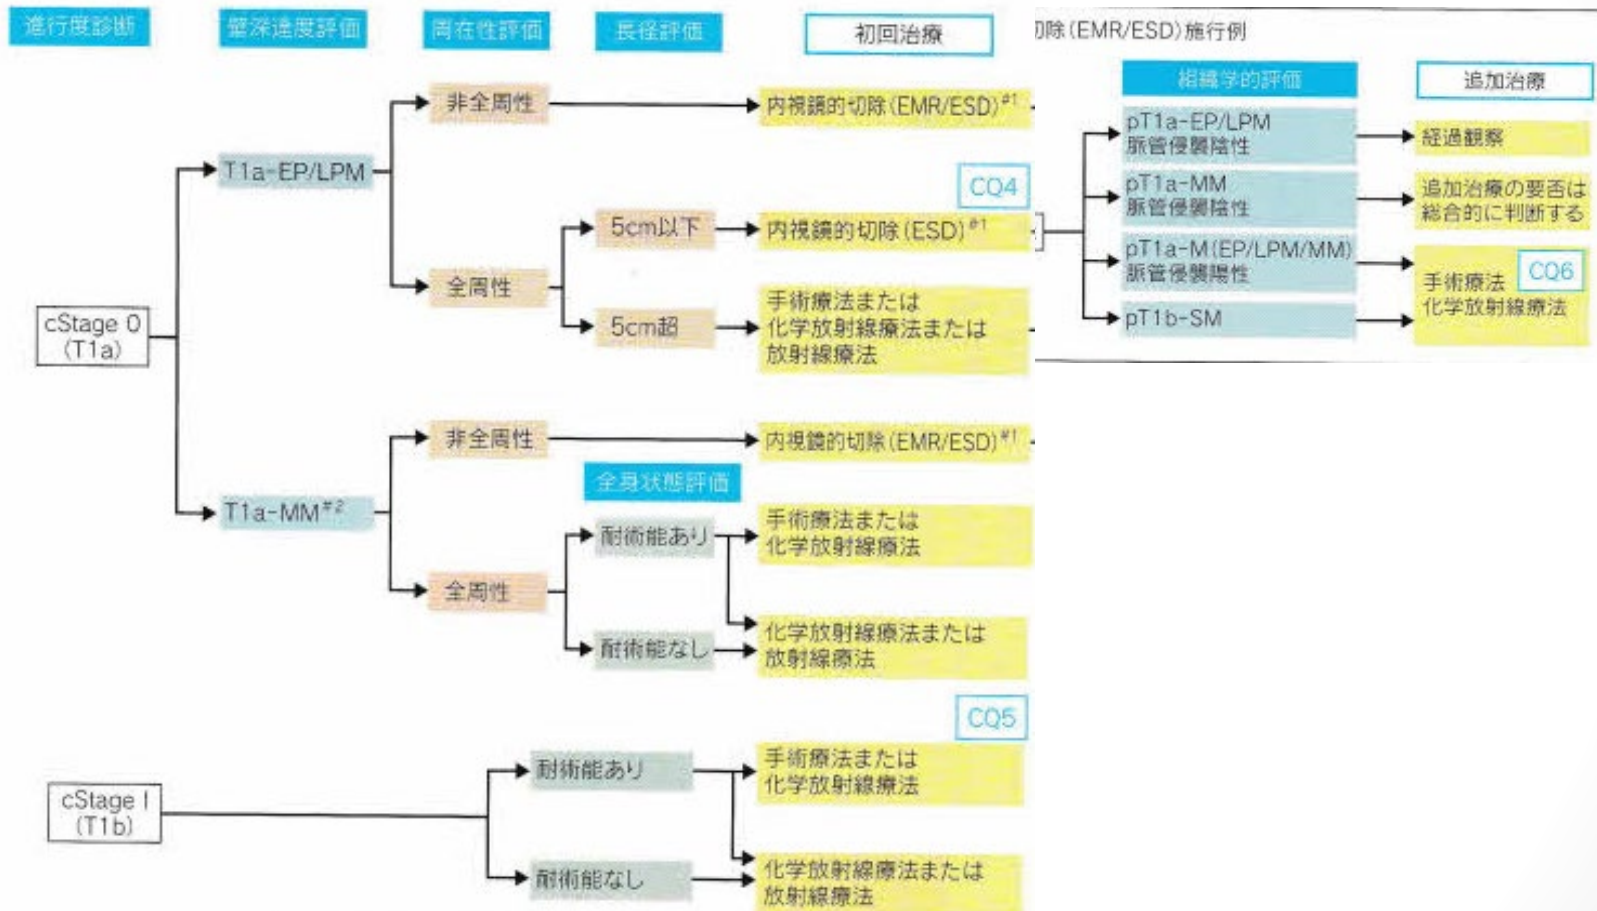 進行度診断
壁深達度評価
周在性評価
長径評価
初回治療
切除(EMR/ESD)施行例
組織学的評価
追加治療
非全周性
内視鏡的切除(EMR/ESD)#1
pT1a-EP/LPM
脈管侵襲陰性
経過観察
T1a-EP/LPM
CQ4
pT1a-MM
脈管侵襲陰性
追加治療の要否は
総合的に判断する
5cm以下
内視鏡的切除(ESD)#1
pT1a-M(EP/LPM/MM)
脈管侵襲陽性
手術療法
化学放射線療法
CQ6
全周性
5cm超
手術療法または
化学放射線療法または
放射線療法
pT1b-SM
cStage 0
(T1a)
非全周性
内視鏡的切除(EMR/ESD)#1
全身状態評価
T1a-MM#2
耐術能あり
手術療法または
化学放射線療法
全周性
耐術能なし
化学放射線療法または
放射線療法
CQ5
耐術能あり
手術療法または
化学放射線療法
cStage I
(T1b)
耐術能なし
化学放射線療法または
放射線療法